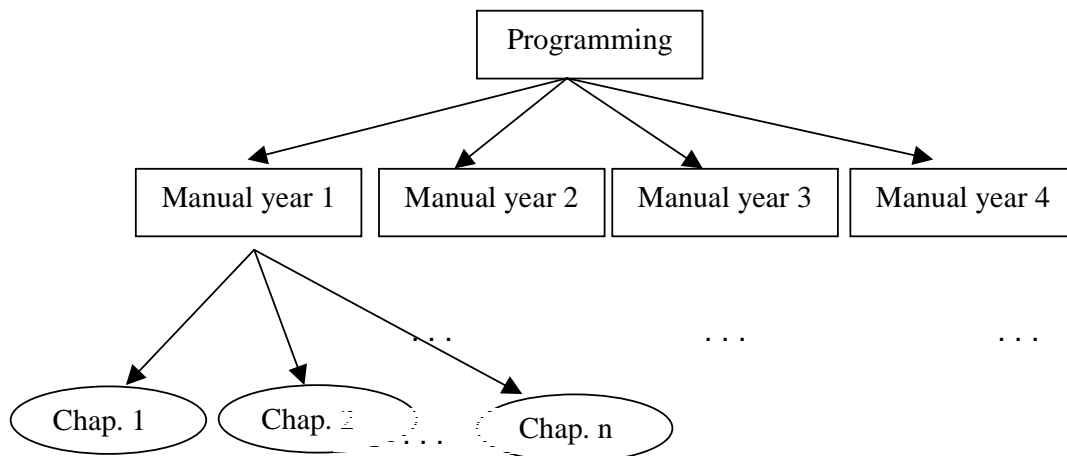 Programming
Manual year 1
Manual year 2
Manual year 3
Manual year 4
. . .
. . .
. . .
Chap. 1
Chap.
. . .
Chap. n